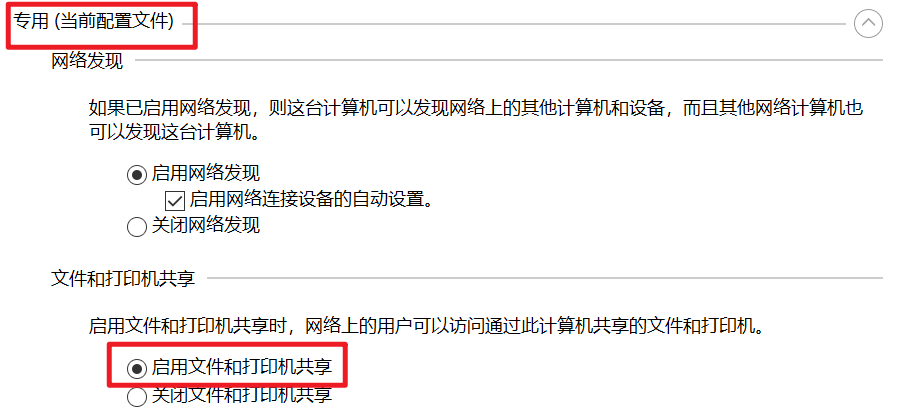 专用 (当前配置文件)
网络发现
如果已启用网络发现，则这台计算机可以发现网络上的其他计算机和设备，而且其他网络计算机也
可以发现这台计算机。
启用网络发现
启用网络连接设备的自动设置。
关闭网络发现
文件和打印机共享
启用文件和打印机共享时，网络上的用户可以访问通过此计算机共享的文件和打印机。
启用文件和打印机共享
关闭文件和打印机共享